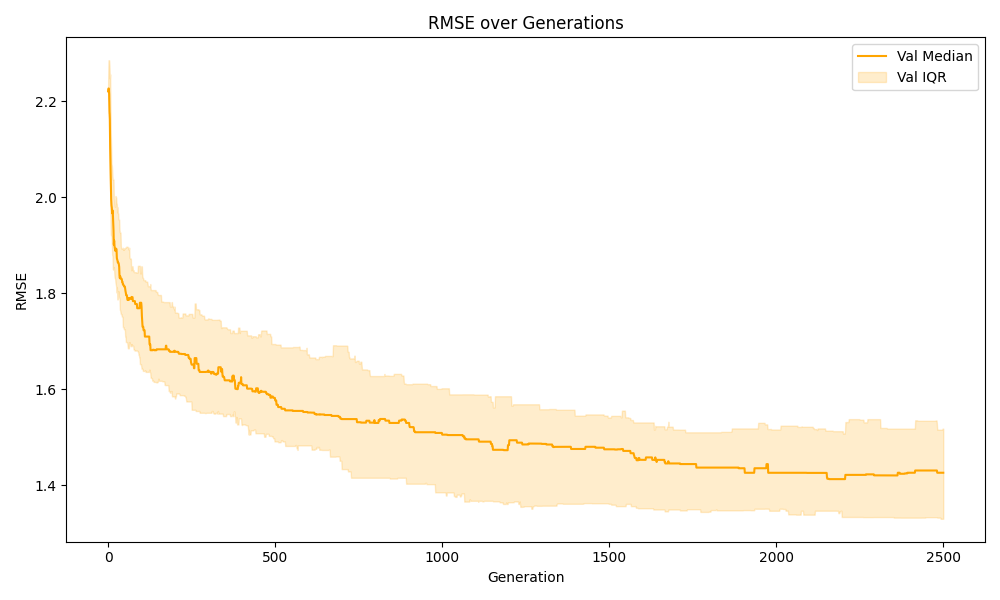 RMSE over Generations
Val Median
Val IQR
RMSE
2.2
2.0
1.8
1.6
1.4
0
500
1000
1500
2000
2500
Generation